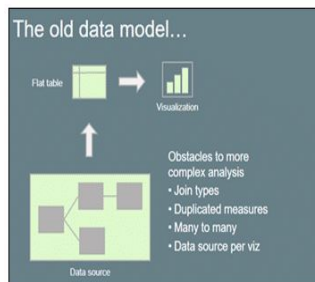 The old data model...
Flat table
Visualization
Obstacles to more
complex analysis
• Join types
• Duplicated measures
• Many to many
• Data source per viz
Data source